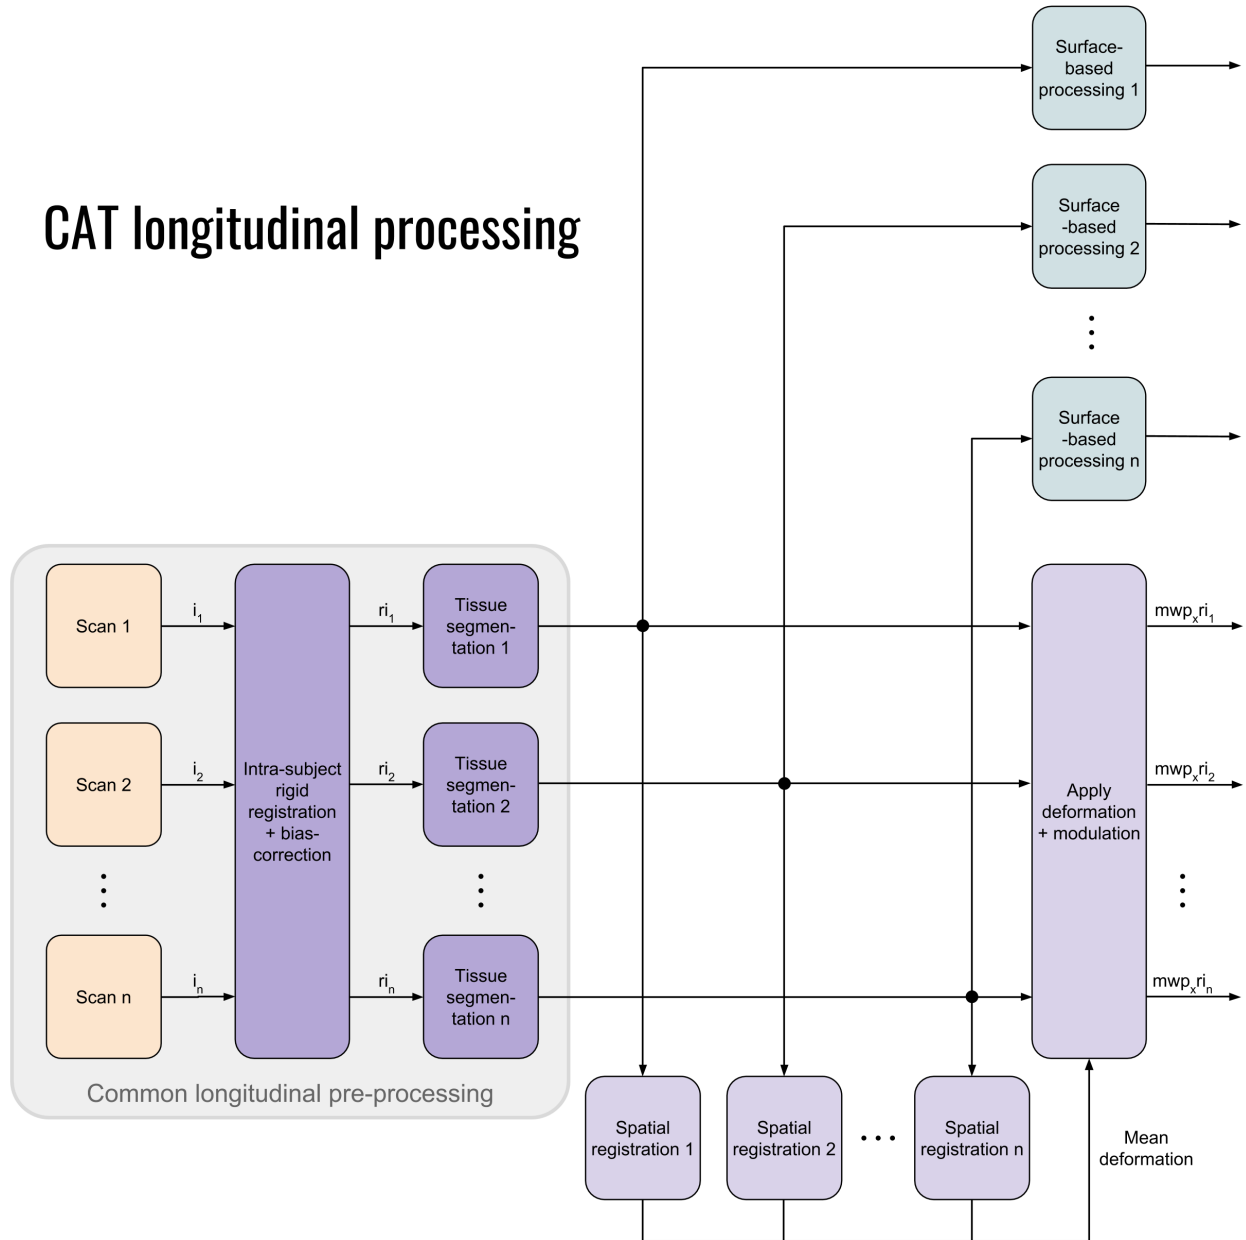 Surface-
based
processing 1
CAT longitudinal processing
Surface
-based
processing 2
Surface
-based
processing n
Scan 1
i1
ri1
Tissue
segmen-
tation 1
mwpxri1
Scan 2
i2
Intra-subject
rigid
registration
+ bias-
correction
ri2
Tissue
segmen-
tation 2
Apply
deformation
+ modulation
mwpxri2
Scan n
in
rin
Tissue
segmen-
tation n
mwpxrin
Common longitudinal pre-processing
Spatial
registration 1
Spatial
registration 2
Spatial
registration n
Mean
deformation